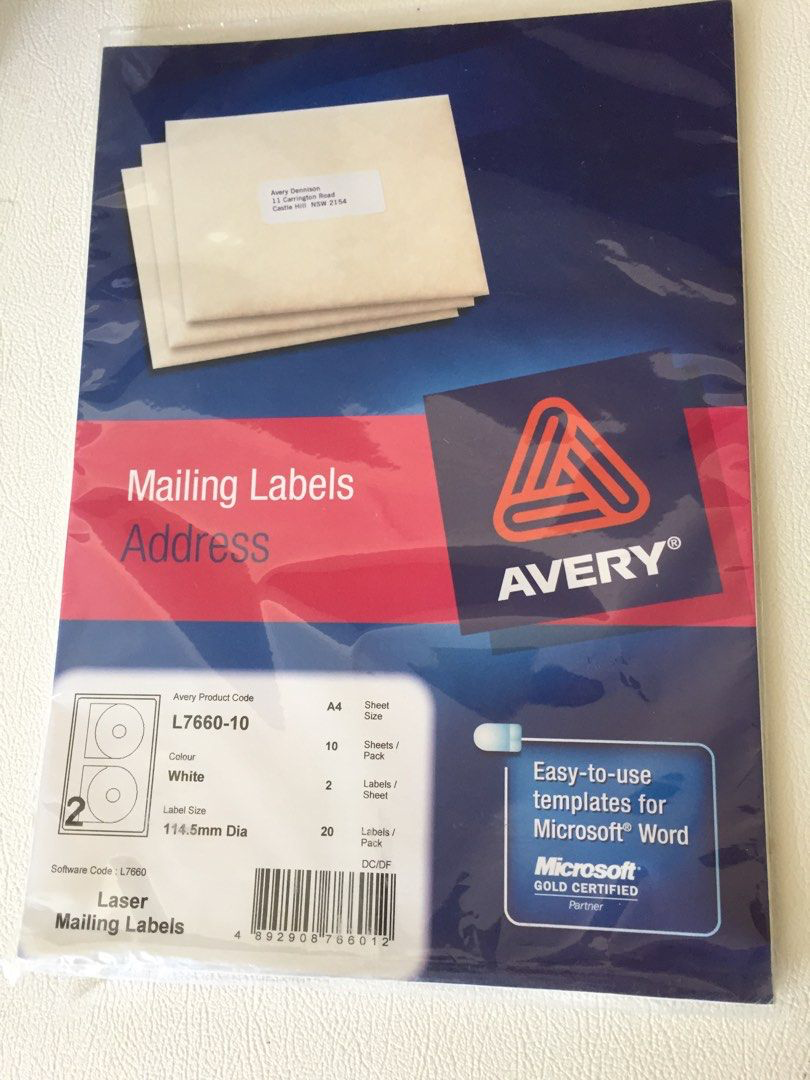 Avery Dennison
11 Carrington Road
Castle Hill NSW 2154
Mailing Labels
Address
AVERY®
Avery Product Code
L7660-10
Colour
White
Label Size
114.5mm Dia
2
A4 Sheet Size
10 Sheets / Pack
2 Labels / Sheet
20 Labels / Pack
DC/DF
Software Code : L7660
Laser
Mailing Labels
4 892908 766012
Easy-to-use
templates for
Microsoft® Word
Microsoft®
GOLD CERTIFIED
Partner